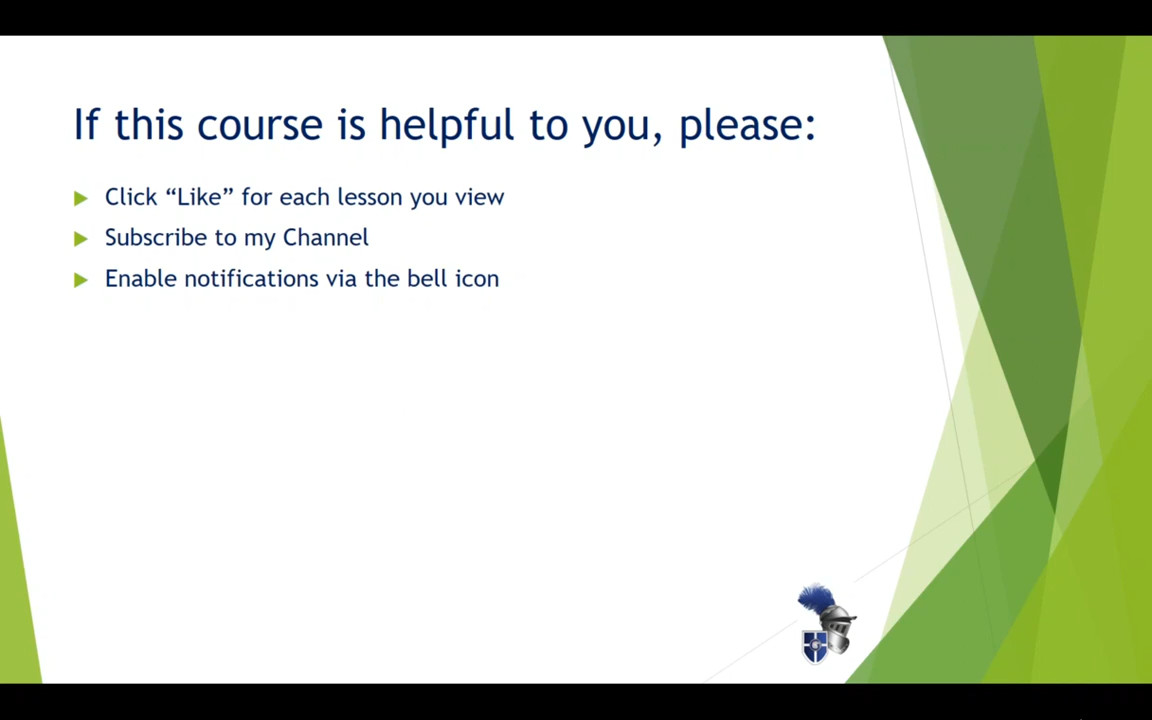 If this course is helpful to you, please:
Click “Like” for each lesson you view
Subscribe to my Channel
Enable notifications via the bell icon